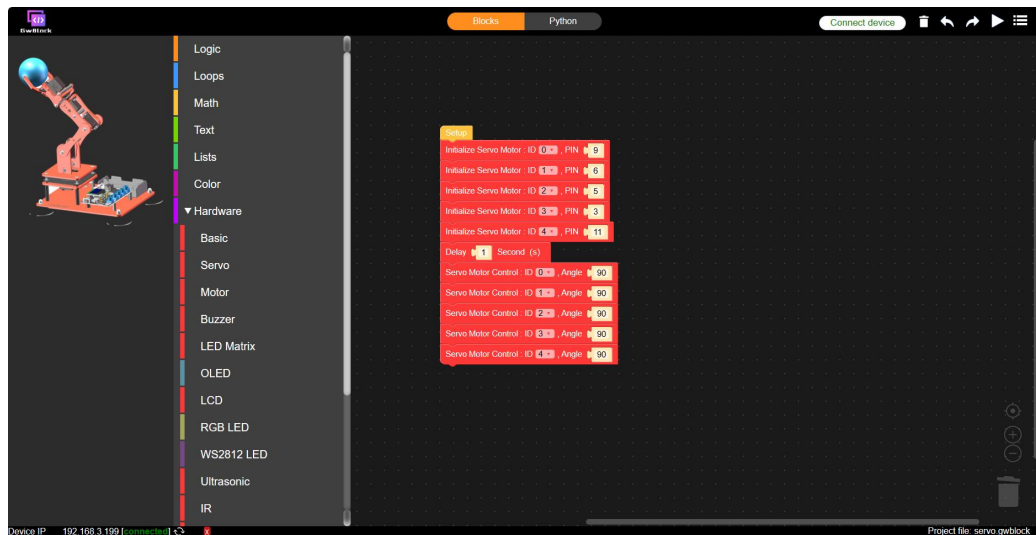 GwBlock
Blocks Python
Connect device
Logic
Loops
Math
Text
Lists
Color
▼ Hardware
Basic
Servo
Motor
Buzzer
LED Matrix
OLED
LCD
RGB LED
WS2812 LED
Ultrasonic
IR
Setup
Initialize Servo Motor : ID 0 , PIN 9
Initialize Servo Motor : ID 1 , PIN 6
Initialize Servo Motor : ID 2 , PIN 5
Initialize Servo Motor : ID 3 , PIN 3
Initialize Servo Motor : ID 4 , PIN 11
Delay 1 Second (s)
Servo Motor Control : ID 0 , Angle 90
Servo Motor Control : ID 1 , Angle 90
Servo Motor Control : ID 2 , Angle 90
Servo Motor Control : ID 3 , Angle 90
Servo Motor Control : ID 4 , Angle 90
Device IP 192.168.3.199 [connected] x
Project file: servo.gwblock